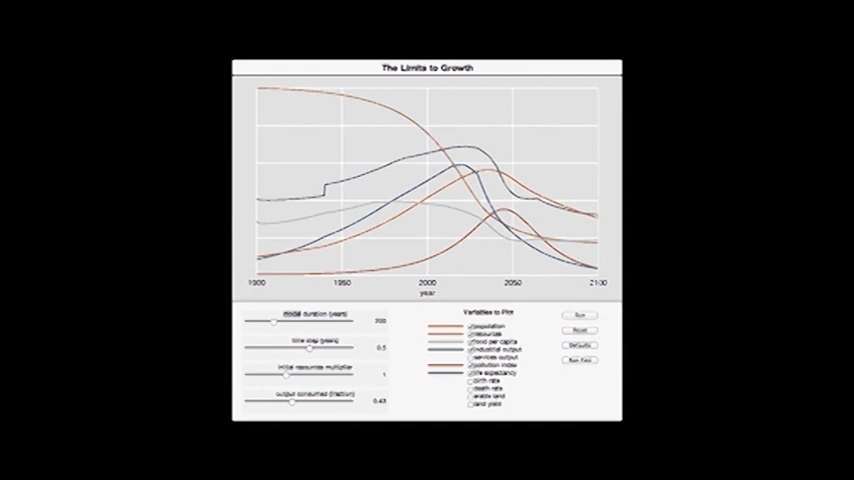 The Limits to Growth
1900 1950 2000 2050 2100
year
model duration (years) 200
time step (years) 0.5
initial resources multiplier 1
output consumed (fraction) 0.43
Variables to Plot
population
resources
food per capita
industrial output
services output
pollution index
life expectancy
birth rate
death rate
arable land
land yield
Run
Reset
Defaults
Run Fast